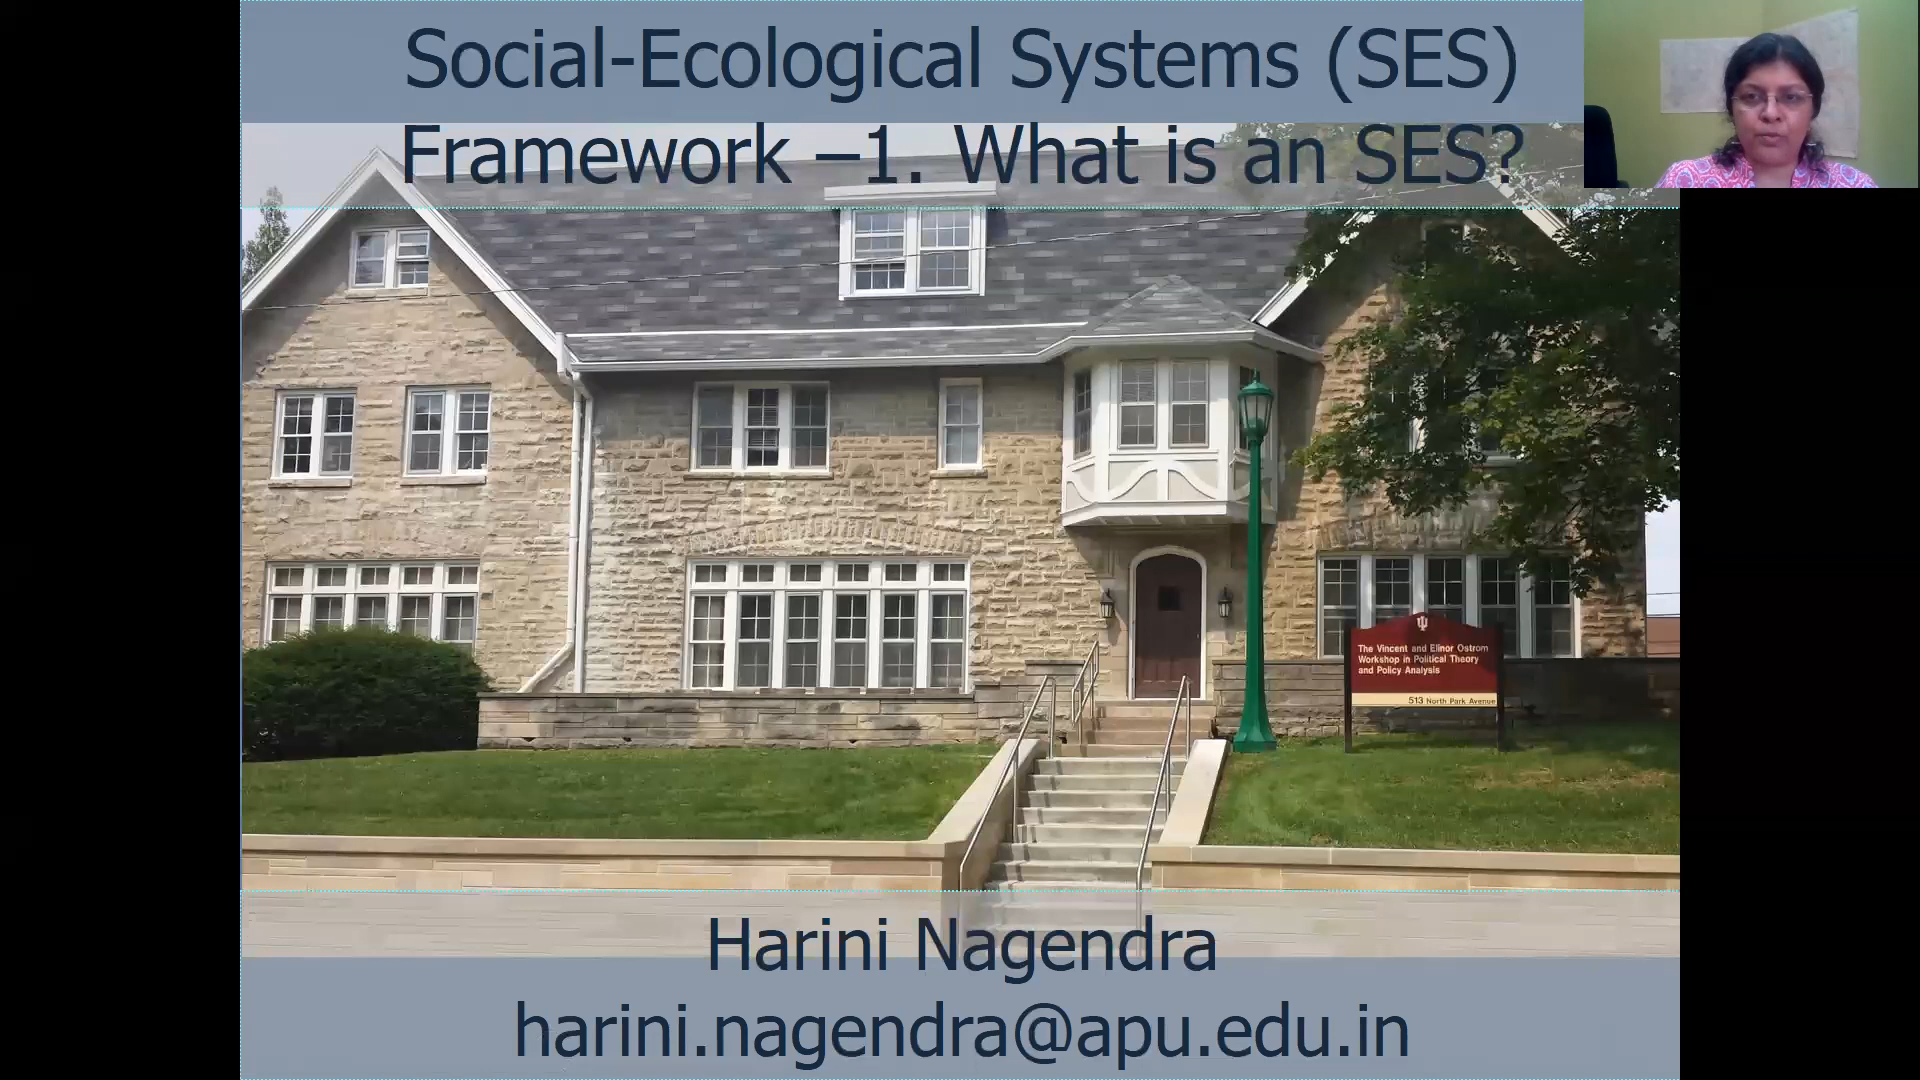 Social-Ecological Systems (SES)
Framework –1. What is an SES?
The Vincent and Elinor Ostrom
Workshop in Political Theory
and Policy Analysis
513 North Park Avenue
Harini Nagendra
harini.nagendra@apu.edu.in